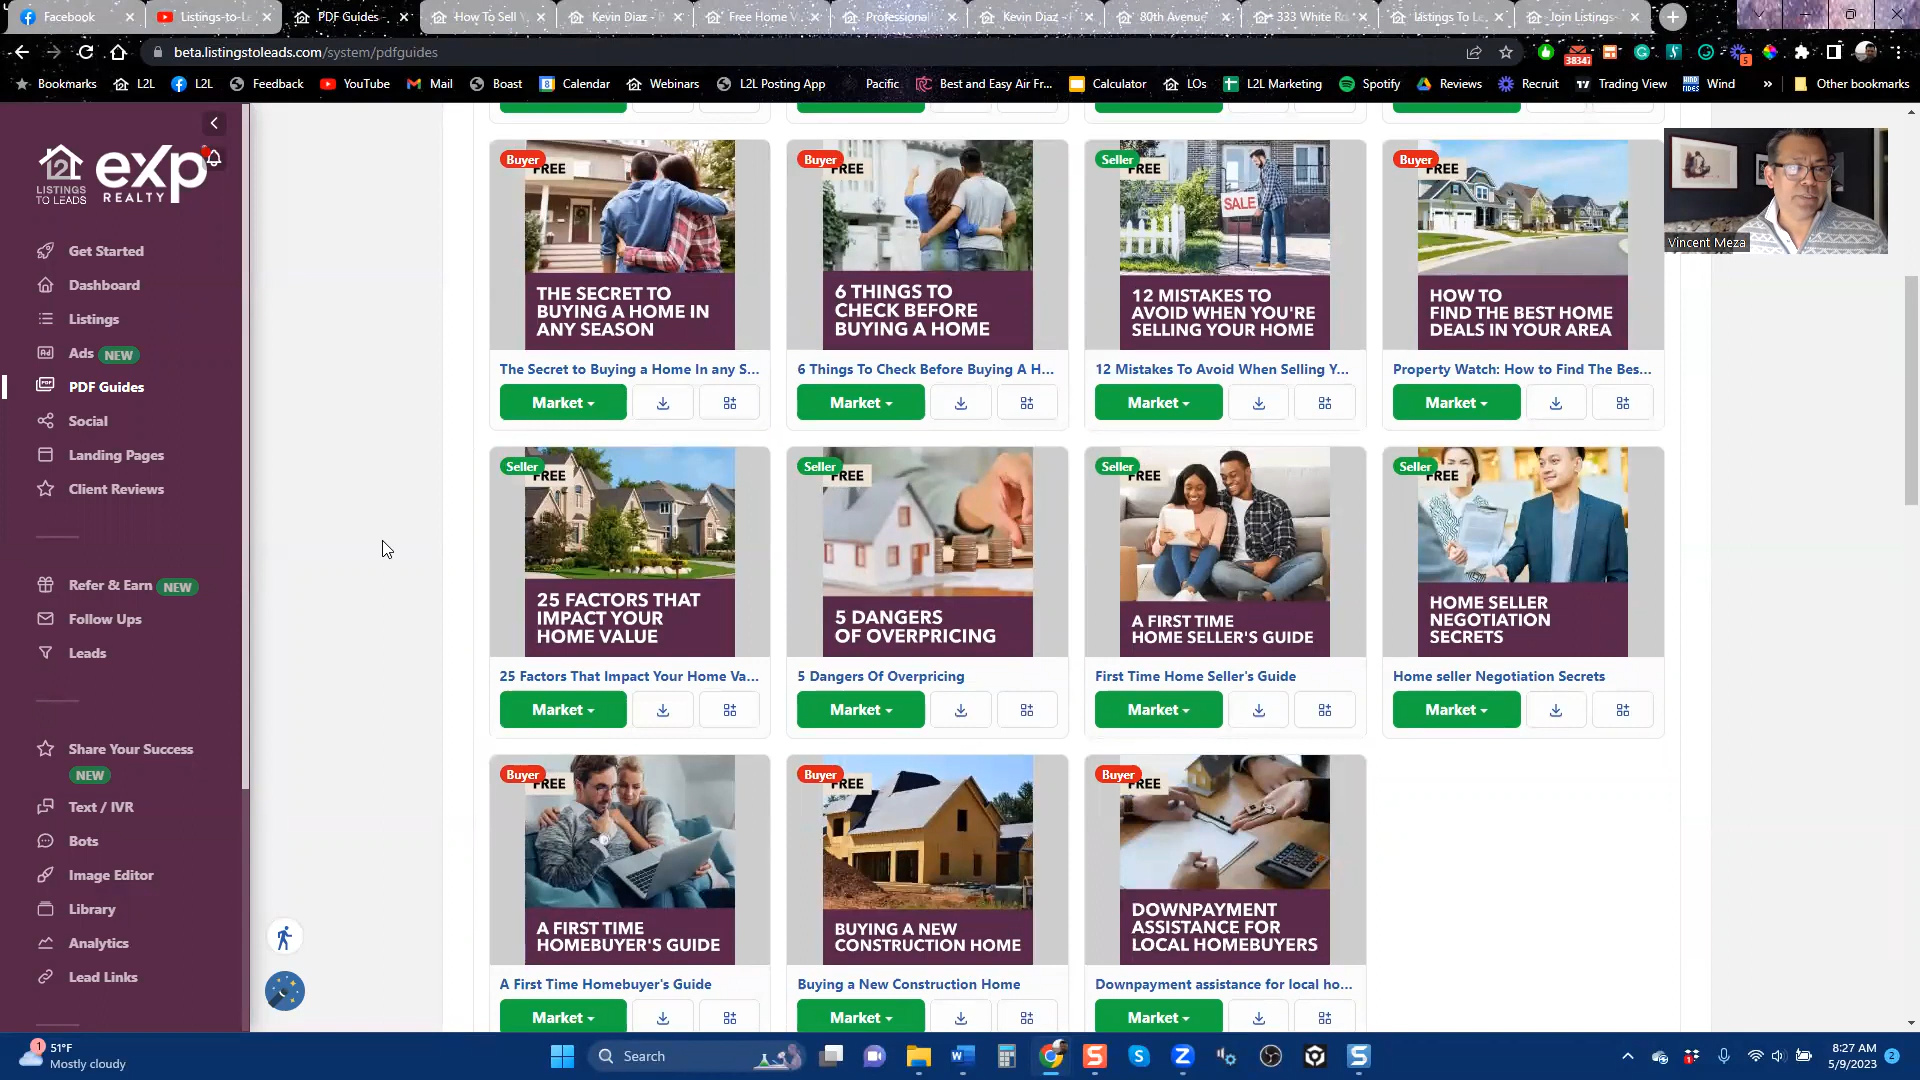 Facebook
Listings-to-Le
PDF Guides
How To Sell
Kevin Diaz - P
Free Home V
Professional
Kevin Diaz - F
80th Avenue
333 White Ro
Listings To Le
Join Listings
beta.listingstoleads.com/system/pdfguides
38347
5
Bookmarks
L2L
L2L
Feedback
YouTube
Mail
Boast
Calendar
Webinars
L2L Posting App
Pacific
Best and Easy Air Fr...
Calculator
LOs
L2L Marketing
Spotify
Reviews
Recruit
Trading View
Wind
»
Other bookmarks
LISTINGS
TO LEADS
eXp
REALTY
Get Started
Dashboard
Listings
Ads NEW
PDF Guides
Social
Landing Pages
Client Reviews
Refer & Earn NEW
Follow Ups
Leads
Share Your Success
NEW
Text / IVR
Bots
Image Editor
Library
Analytics
Lead Links
Buyer
FREE
THE SECRET TO
BUYING A HOME IN
ANY SEASON
The Secret to Buying a Home In any S...
Market
Buyer
FREE
6 THINGS TO
CHECK BEFORE
BUYING A HOME
6 Things To Check Before Buying A H...
Market
Seller
FREE
SALE
12 MISTAKES TO
AVOID WHEN YOU'RE
SELLING YOUR HOME
12 Mistakes To Avoid When Selling Y...
Market
Buyer
FREE
HOW TO
FIND THE BEST HOME
DEALS IN YOUR AREA
Property Watch: How to Find The Bes...
Market
Vincent Meza
Seller
FREE
25 FACTORS THAT
IMPACT YOUR
HOME VALUE
25 Factors That Impact Your Home Va...
Market
Seller
FREE
5 DANGERS
OF OVERPRICING
5 Dangers Of Overpricing
Market
Seller
FREE
A FIRST TIME
HOME SELLER'S GUIDE
First Time Home Seller's Guide
Market
Seller
FREE
HOME SELLER
NEGOTIATION
SECRETS
Home seller Negotiation Secrets
Market
Buyer
FREE
A FIRST TIME
HOMEBUYER'S GUIDE
A First Time Homebuyer's Guide
Market
Buyer
FREE
BUYING A NEW
CONSTRUCTION HOME
Buying a New Construction Home
Market
Buyer
FREE
DOWNPAYMENT
ASSISTANCE FOR
LOCAL HOMEBUYERS
Downpayment assistance for local ho...
Market
1
51°F
Mostly cloudy
Search
8:27 AM
5/9/2023
2